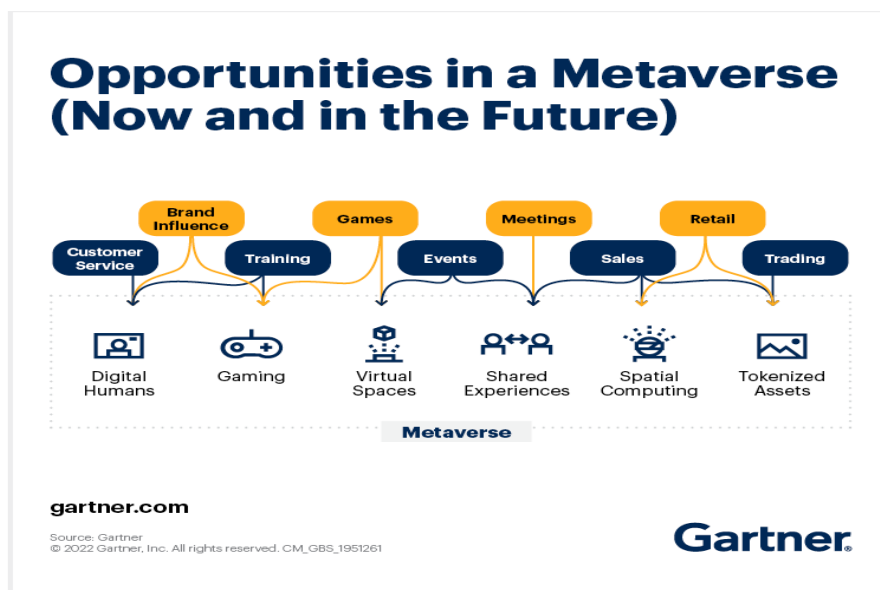 Opportunities in a Metaverse
(Now and in the Future)
Brand
Influence
Games
Meetings
Retail
Customer
Service
Training
Events
Sales
Trading
Digital
Humans
Gaming
Virtual
Spaces
Shared
Experiences
Spatial
Computing
Tokenized
Assets
Metaverse
gartner.com
Source: Gartner
© 2022 Gartner, Inc. All rights reserved. CM_GBS_1951261
Gartner®